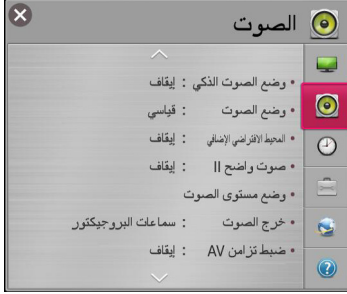 الصوت
• وضع الصوت الذكي : إيقاف
• وضع الصوت : قياسي
• المحيط الافتراضي الإضافي : إيقاف
• صوت واضح II : إيقاف
• وضع مستوى الصوت
• خرج الصوت : سماعات البروجيكتور
• ضبط تزامن AV : إيقاف